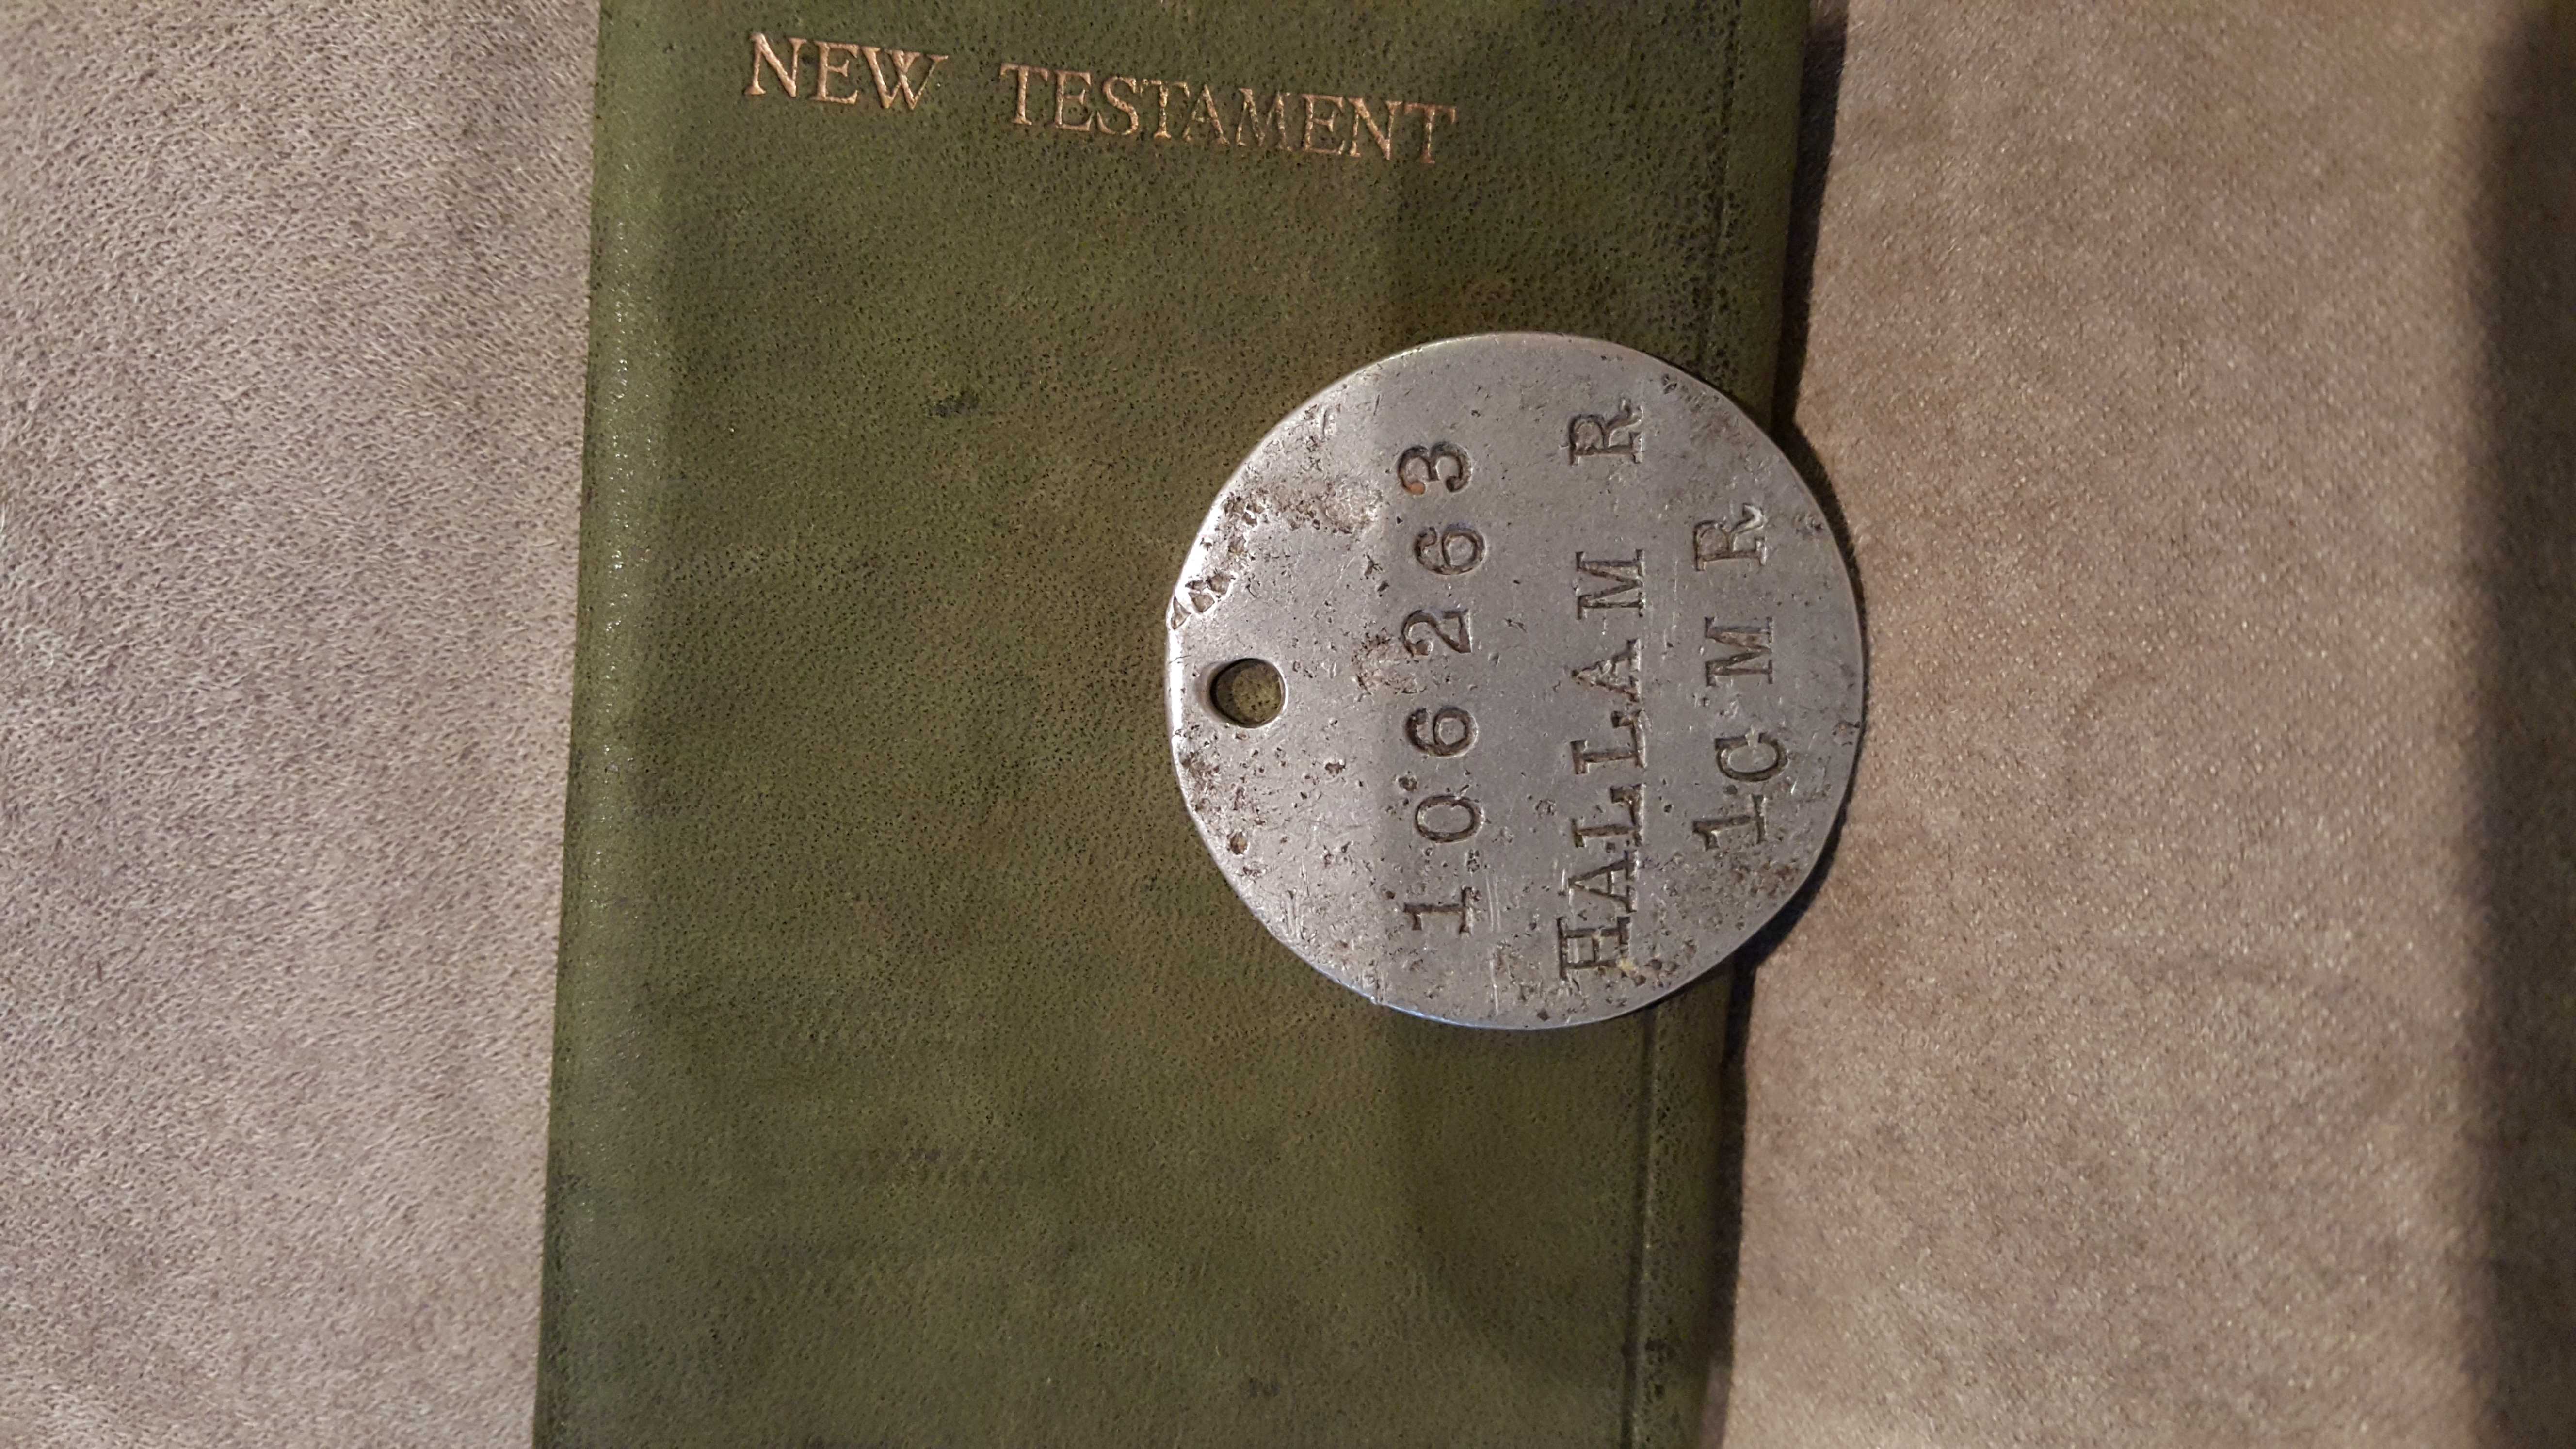 NEW TESTAMENT
106263
HALLAM R
1CMR